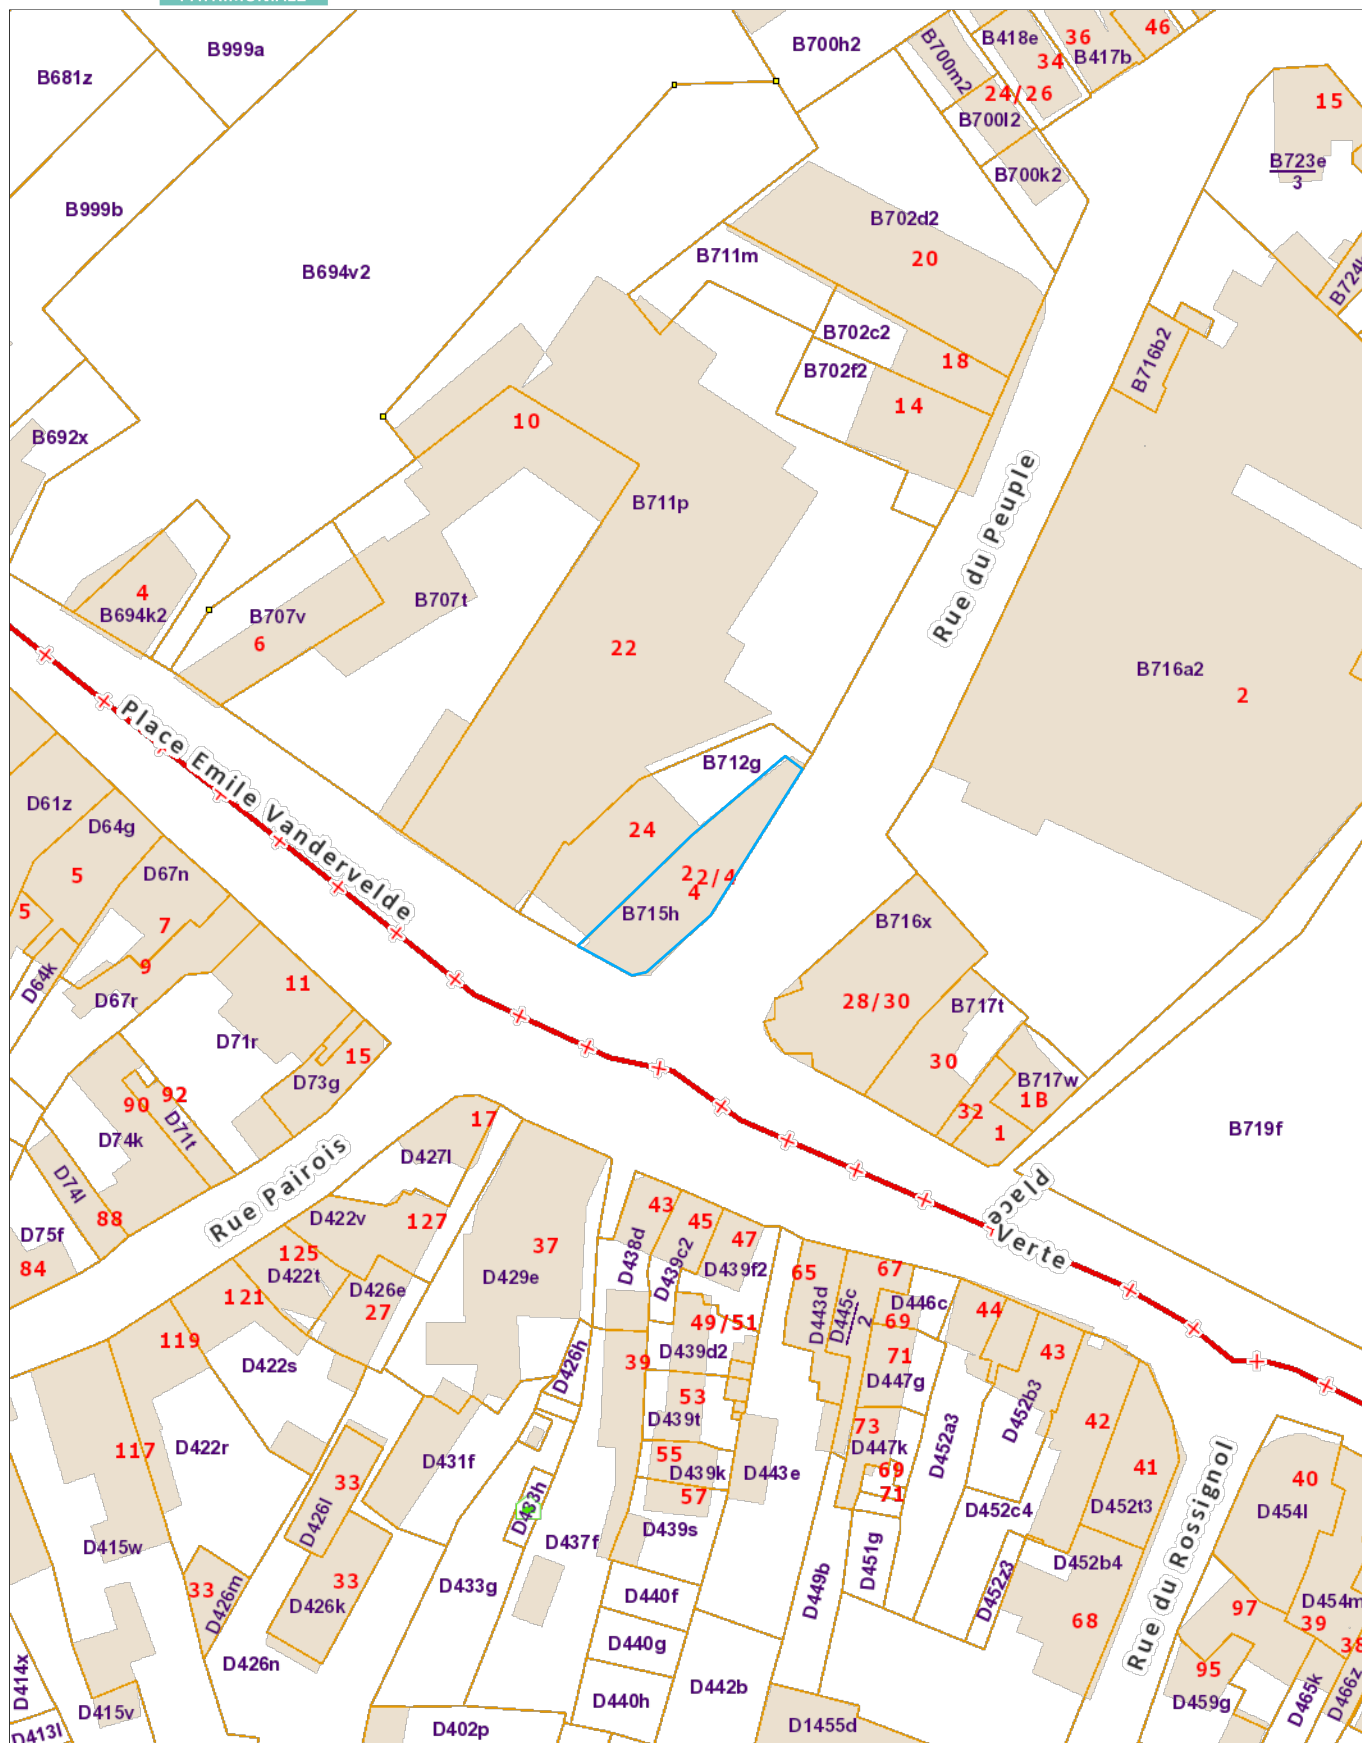 B999a
B681z
B700h2
B700m2
B418e
36
46
34
B417b
24/26
15
B700l2
B723e
3
B700k2
B999b
B702d2
B711m
20
B694v2
B702c2
B716b2
18
B702f2
14
10
B692x
B711p
Rue du Peuple
4
B694k2
B707v
B707t
6
22
B716a2
2
Place Emile Vandervelde
B712g
D61z
D64g
24
5
D67n
22/4
4
5
7
B715h
B716x
9
D64k
11
D67r
28/30
B717t
D71r
15
30
D73g
B717w
92
90
1B
32
D71t
17
1
D74k
B719f
D427l
Rue Pairois
D74l
Place
Verte
88
D422v
127
43
45
D75f
125
37
47
D438d
D439c2
84
D422t
D429e
D439f2
65
67
D426e
121
27
D443d
D445c
2
D446c
44
49/51
69
119
D439d2
39
71
43
D422s
D426h
D447g
53
D452b3
D439t
42
73
117
D422r
D447k
D452a3
D431f
55
D439k
D443e
69
41
40
33
57
71
D433h
D452t3
D454l
D426l
D437f
D439s
D452c4
Rue du Rossignol
D415w
D451g
D452b4
33
D433g
D449b
D452z3
33
D426k
D440f
D426m
97
D454m
68
39
D440g
38
D426n
95
D414x
D442b
D440h
D459g
D465k
D466z
D415v
D413l
D402p
D1455d